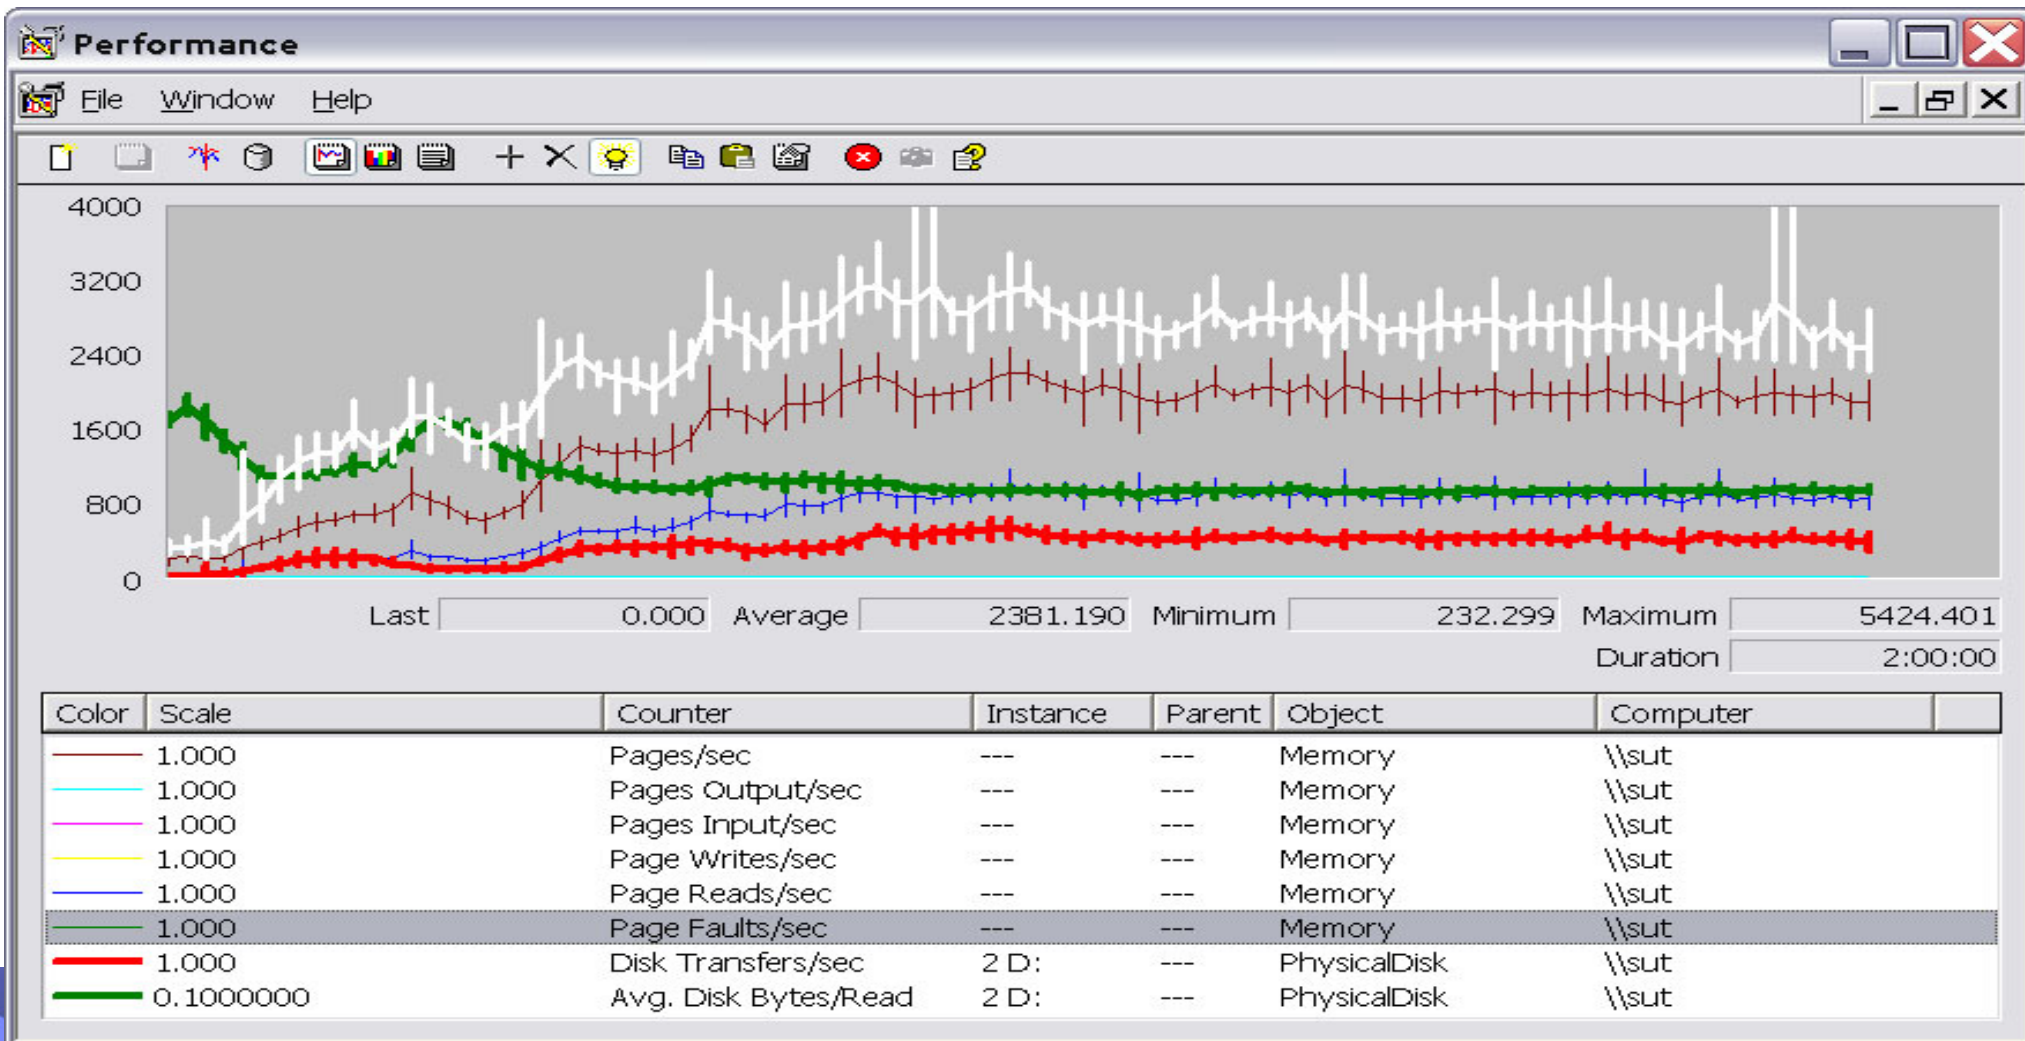 Performance
File Window Help
4000
3200
2400
1600
800
0
Last 0.000 Average 2381.190 Minimum 232.299 Maximum 5424.401
Duration 2:00:00
Color Scale Counter Instance Parent Object Computer
1.000 Pages/sec --- --- Memory \\sut
1.000 Pages Output/sec --- --- Memory \\sut
1.000 Pages Input/sec --- --- Memory \\sut
1.000 Page Writes/sec --- --- Memory \\sut
1.000 Page Reads/sec --- --- Memory \\sut
1.000 Page Faults/sec --- --- Memory \\sut
1.000 Disk Transfers/sec 2 D: --- PhysicalDisk \\sut
0.1000000 Avg. Disk Bytes/Read 2 D: --- PhysicalDisk \\sut